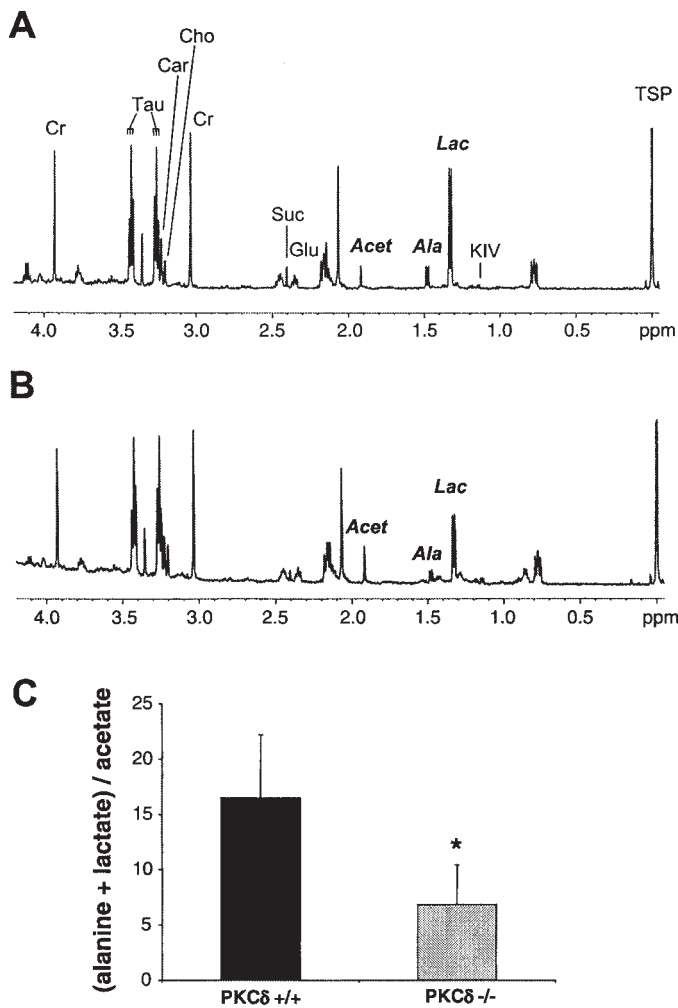 A
Cho
Car
Tau
Cr
Cr
TSP
Lac
Suc
Glu
Acet
Ala
KIV
4.0 3.5 3.0 2.5 2.0 1.5 1.0 0.5 ppm
B
Lac
Acet
Ala
4.0 3.5 3.0 2.5 2.0 1.5 1.0 0.5 ppm
C
(alanine + lactate) / acetate
25
20
15
10
5
0
*
PKCδ +/+ PKCδ -/-